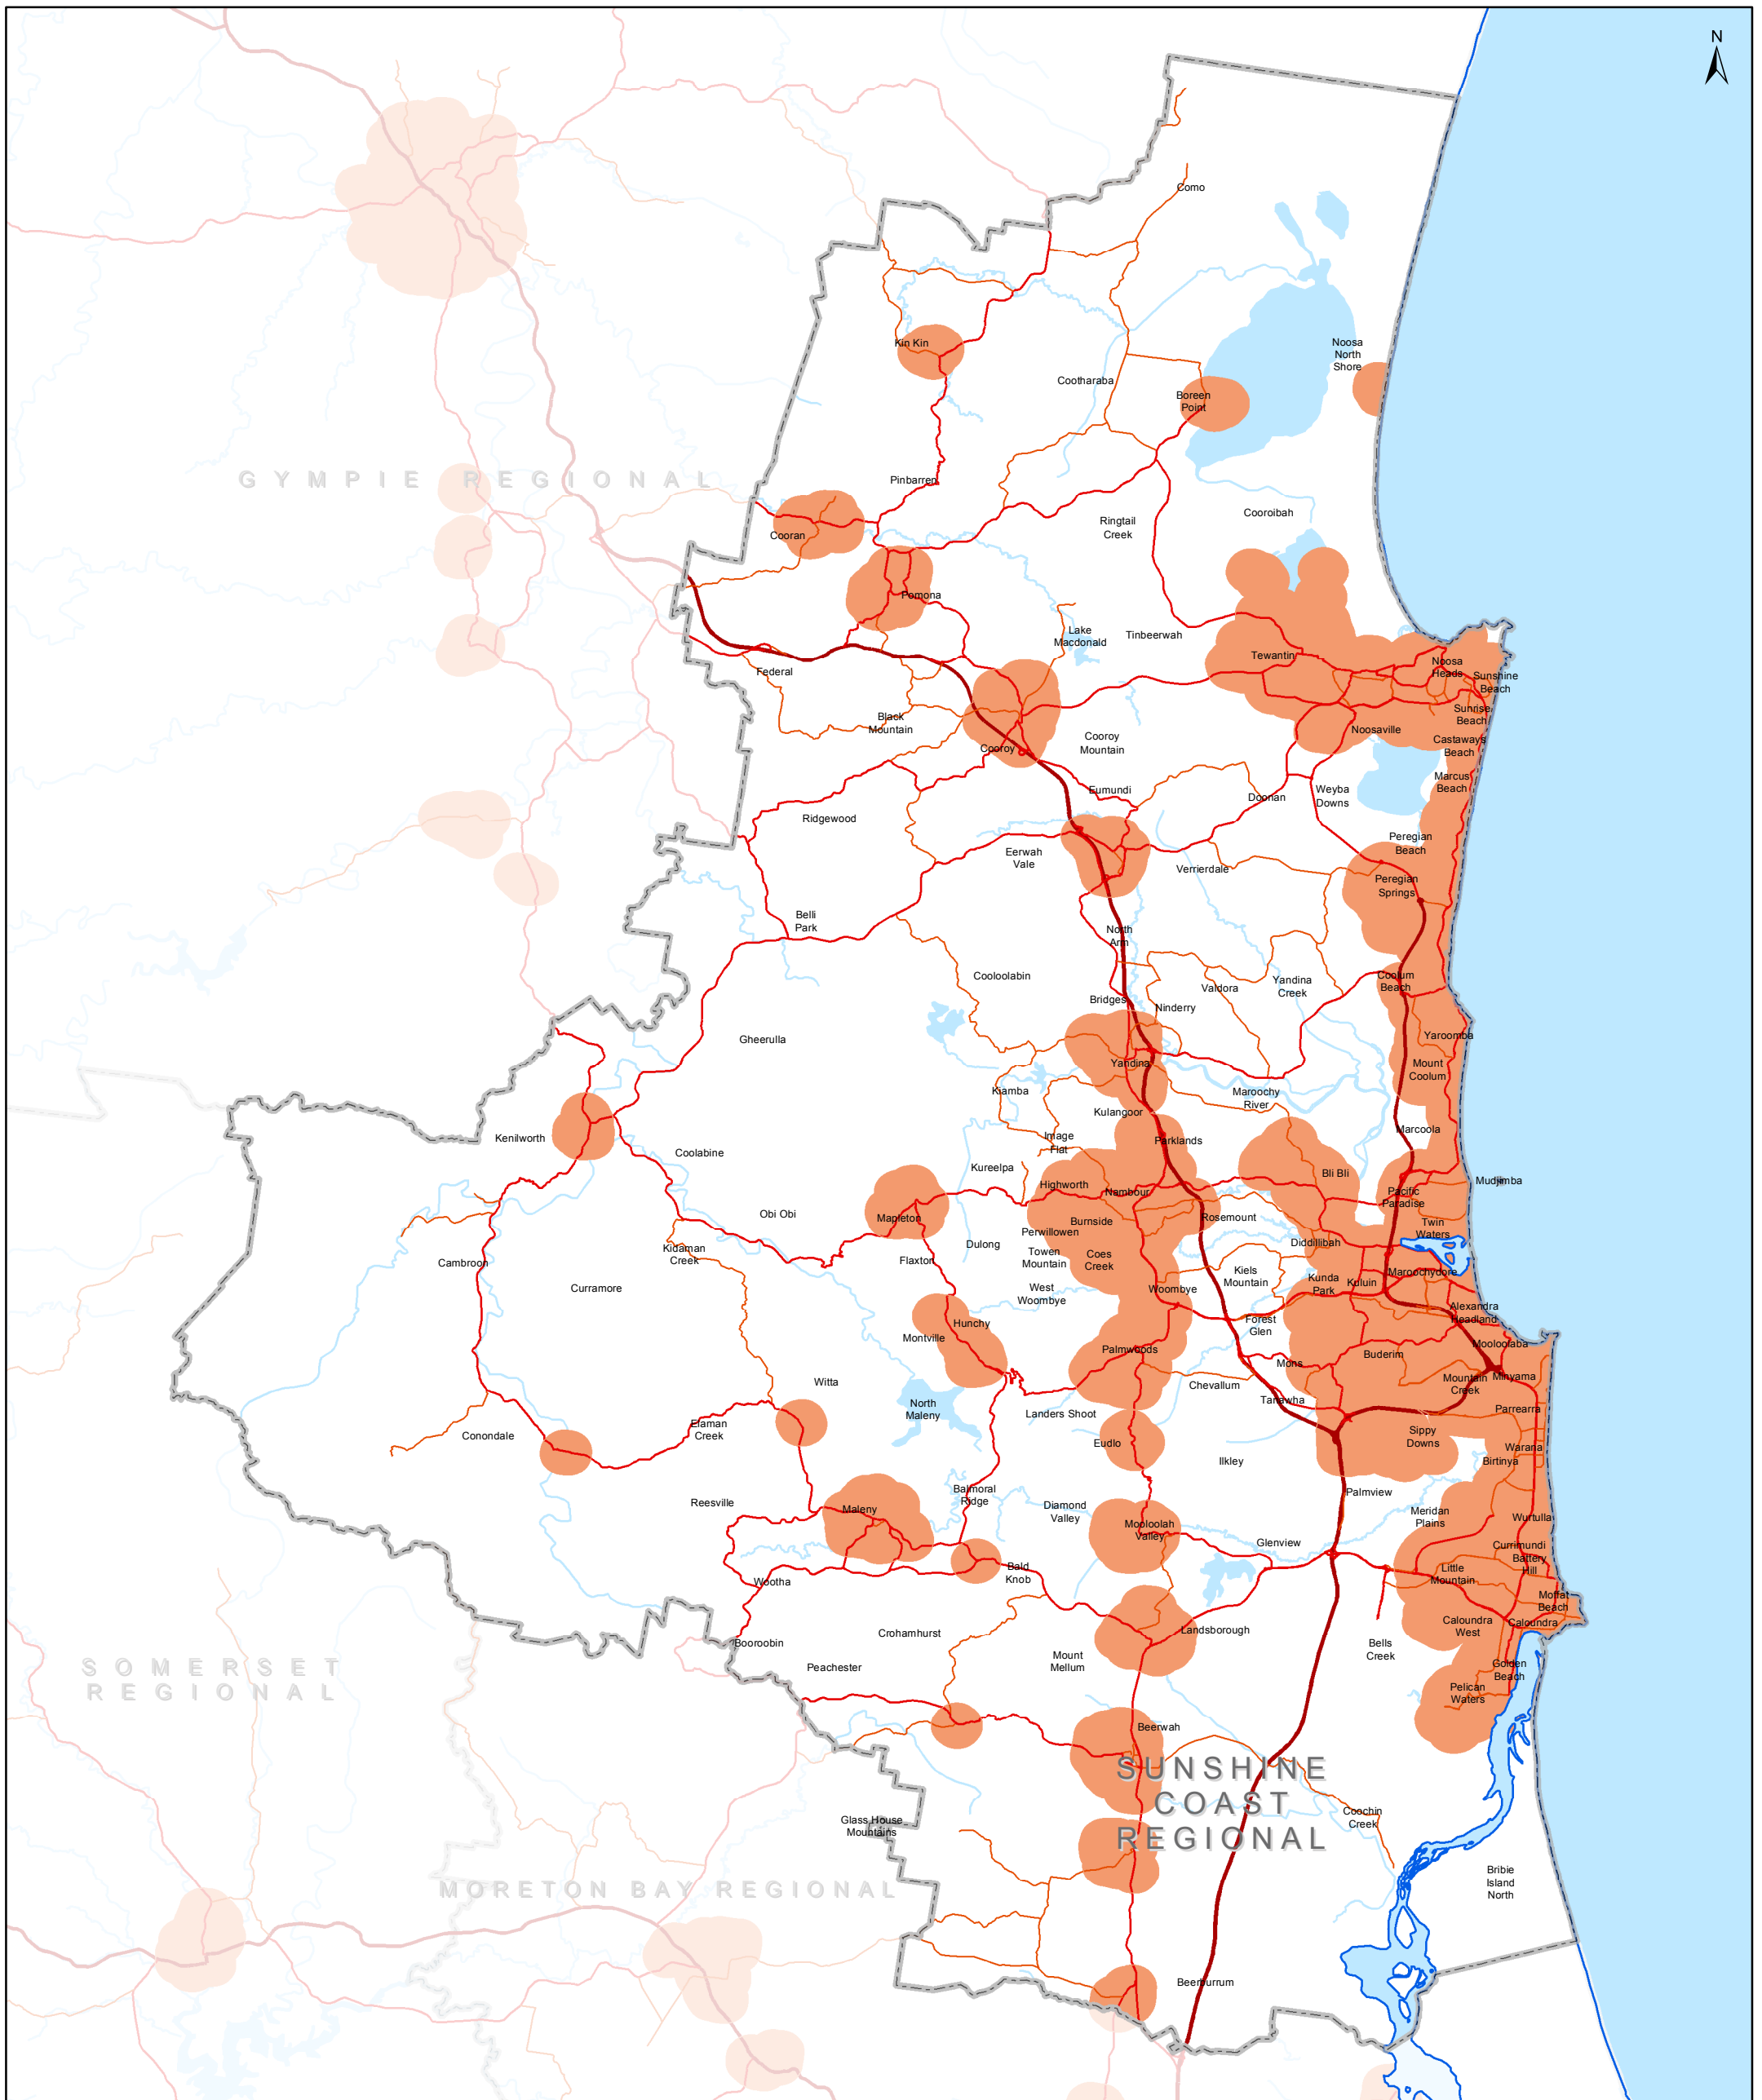 N
Como
Noosa
North
Shore
Kin Kin
Cootharaba
Boreen
Point
GYMPIE REGIONAL
Pinbarren
Cooroibah
Ringtail
Creek
Cooran
Pomona
Lake
Macdonald
Tinbeerwah
Tewantin
Noosa
Heads
Sunshine
Beach
Federal
Sunrise
Beach
Black
Mountain
Noosaville
Cooroy
Cooroy
Mountain
Castaways
Beach
Marcus
Beach
Eumundi
Doonan
Weyba
Downs
Ridgewood
Peregian
Beach
Eerwah
Vale
Verrierdale
Peregian
Springs
Belli
Park
North
Arm
Cooloolabin
Coolum
Beach
Valdora
Yandina
Creek
Bridges
Ninderry
Gheerulla
Yaroomba
Yandina
Mount
Coolum
Kiamba
Maroochy
River
Kulangoor
Marcoola
Kenilworth
Image
Flat
Parklands
Coolabine
Kureelpa
Bli Bli
Mudjimba
Highworth
Nambour
Pacific
Paradise
Obi Obi
Mapleton
Burnside
Rosemount
Perwillowen
Twin
Waters
Dulong
Diddillibah
Kidaman
Creek
Towen
Mountain
Coes
Creek
Cambroon
Flaxton
Kiels
Mountain
Maroochydore
Curramore
West
Woombye
Woombye
Kunda
Park
Kuluin
Alexandra
Headland
Hunchy
Forest
Glen
Montville
Palmwoods
Buderim
Mooloolaba
Mons
Witta
Chevallum
Mountain
Creek
Minyama
Tanawha
North
Maleny
Landers Shoot
Parrearra
Elaman
Creek
Conondale
Eudlo
Sippy
Downs
Warana
Ilkley
Birtinya
Reesville
Balmoral
Ridge
Palmview
Maleny
Diamond
Valley
Mooloolah
Valley
Meridan
Plains
Wurtulla
Glenview
Currimundi
Battery
Hill
Bald
Knob
Little
Mountain
Wootha
Moffat
Beach
Caloundra
West
Caloundra
Crohamhurst
Landsborough
Booroobin
Bells
Creek
Peachester
Mount
Mellum
Golden
Beach
SOMERSET
REGIONAL
Pelican
Waters
Beerwah
SUNSHINE
COAST
REGIONAL
Glass House
Mountains
Coochin
Creek
MORETON BAY REGIONAL
Bribie
Island
North
Beerburrum